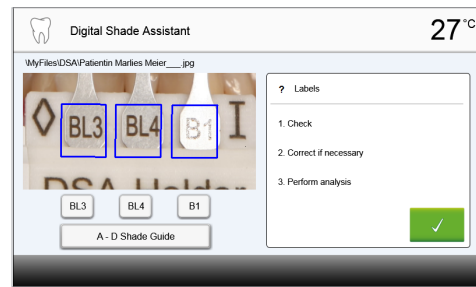 Digital Shade Assistant
27°C
\MyFiles\DSA\Patientin Marlies Meier___.jpg
BL3 BL4 B1 I
DSA Holder
BL3 BL4 B1
A - D Shade Guide
? Labels
1. Check
2. Correct if necessary
3. Perform analysis